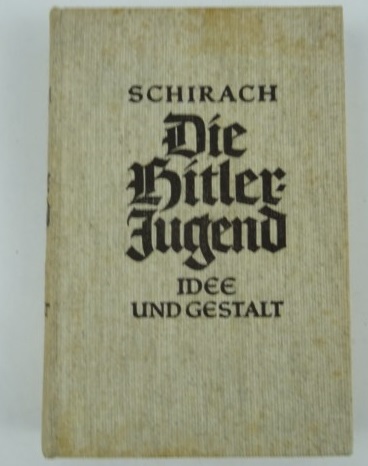 SCHIRACH
Die
Hitler-
Jugend
IDEE
UND GESTALT